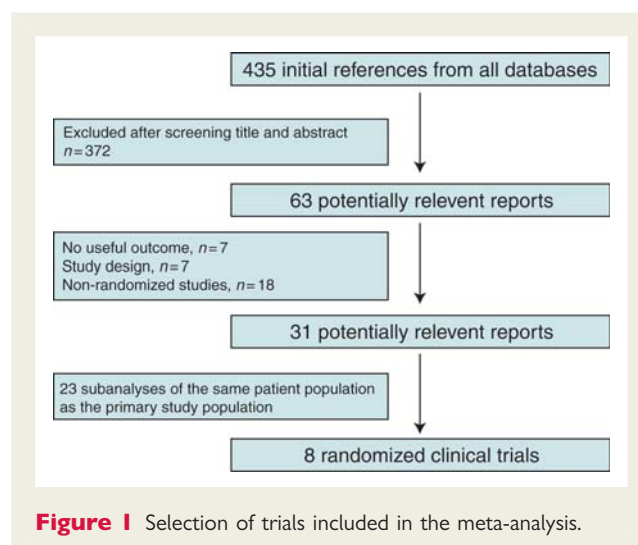 435 initial references from all databases
Excluded after screening title and abstract
n=372
63 potentially relevent reports
No useful outcome, n=7
Study design, n=7
Non-randomized studies, n=18
31 potentially relevent reports
23 subanalyses of the same patient population
as the primary study population
8 randomized clinical trials
Figure 1 Selection of trials included in the meta-analysis.